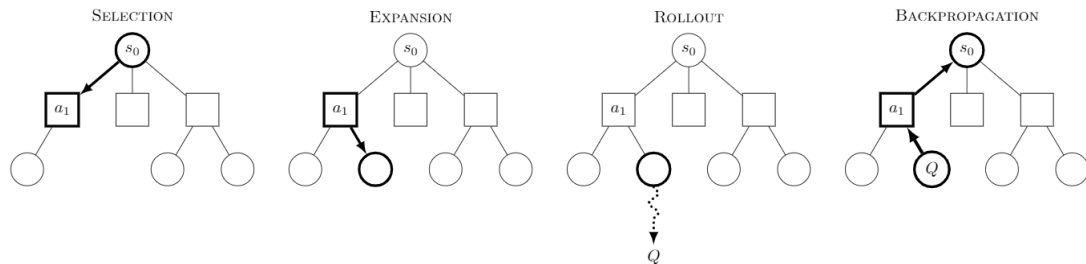 SELECTION EXPANSION ROLLOUT BACKPROPAGATION
s₀ s₀ s₀ s₀
a₁ a₁ a₁ a₁
Q
Q